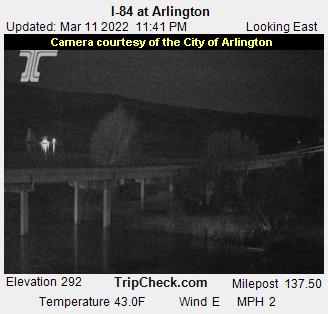 I-84 at Arlington
Updated: Mar 11 2022 11:41 PM Looking East
Camera courtesy of the City of Arlington
Elevation 292 TripCheck.com Milepost 137.50
Temperature 43.0F Wind E MPH 2